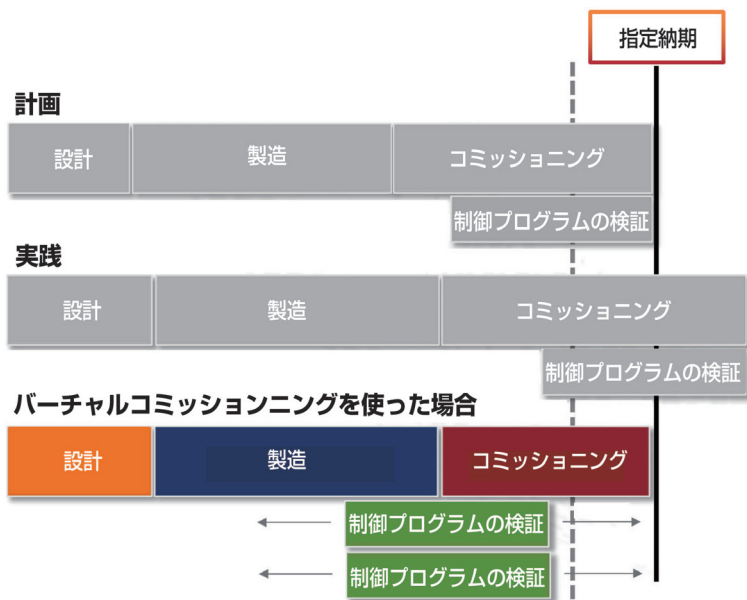 指定納期
計画
設計
製造
コミッショニング
制御プログラムの検証
実践
設計
製造
コミッショニング
制御プログラムの検証
バーチャルコミッションニングを使った場合
設計
製造
コミッショニング
制御プログラムの検証
制御プログラムの検証